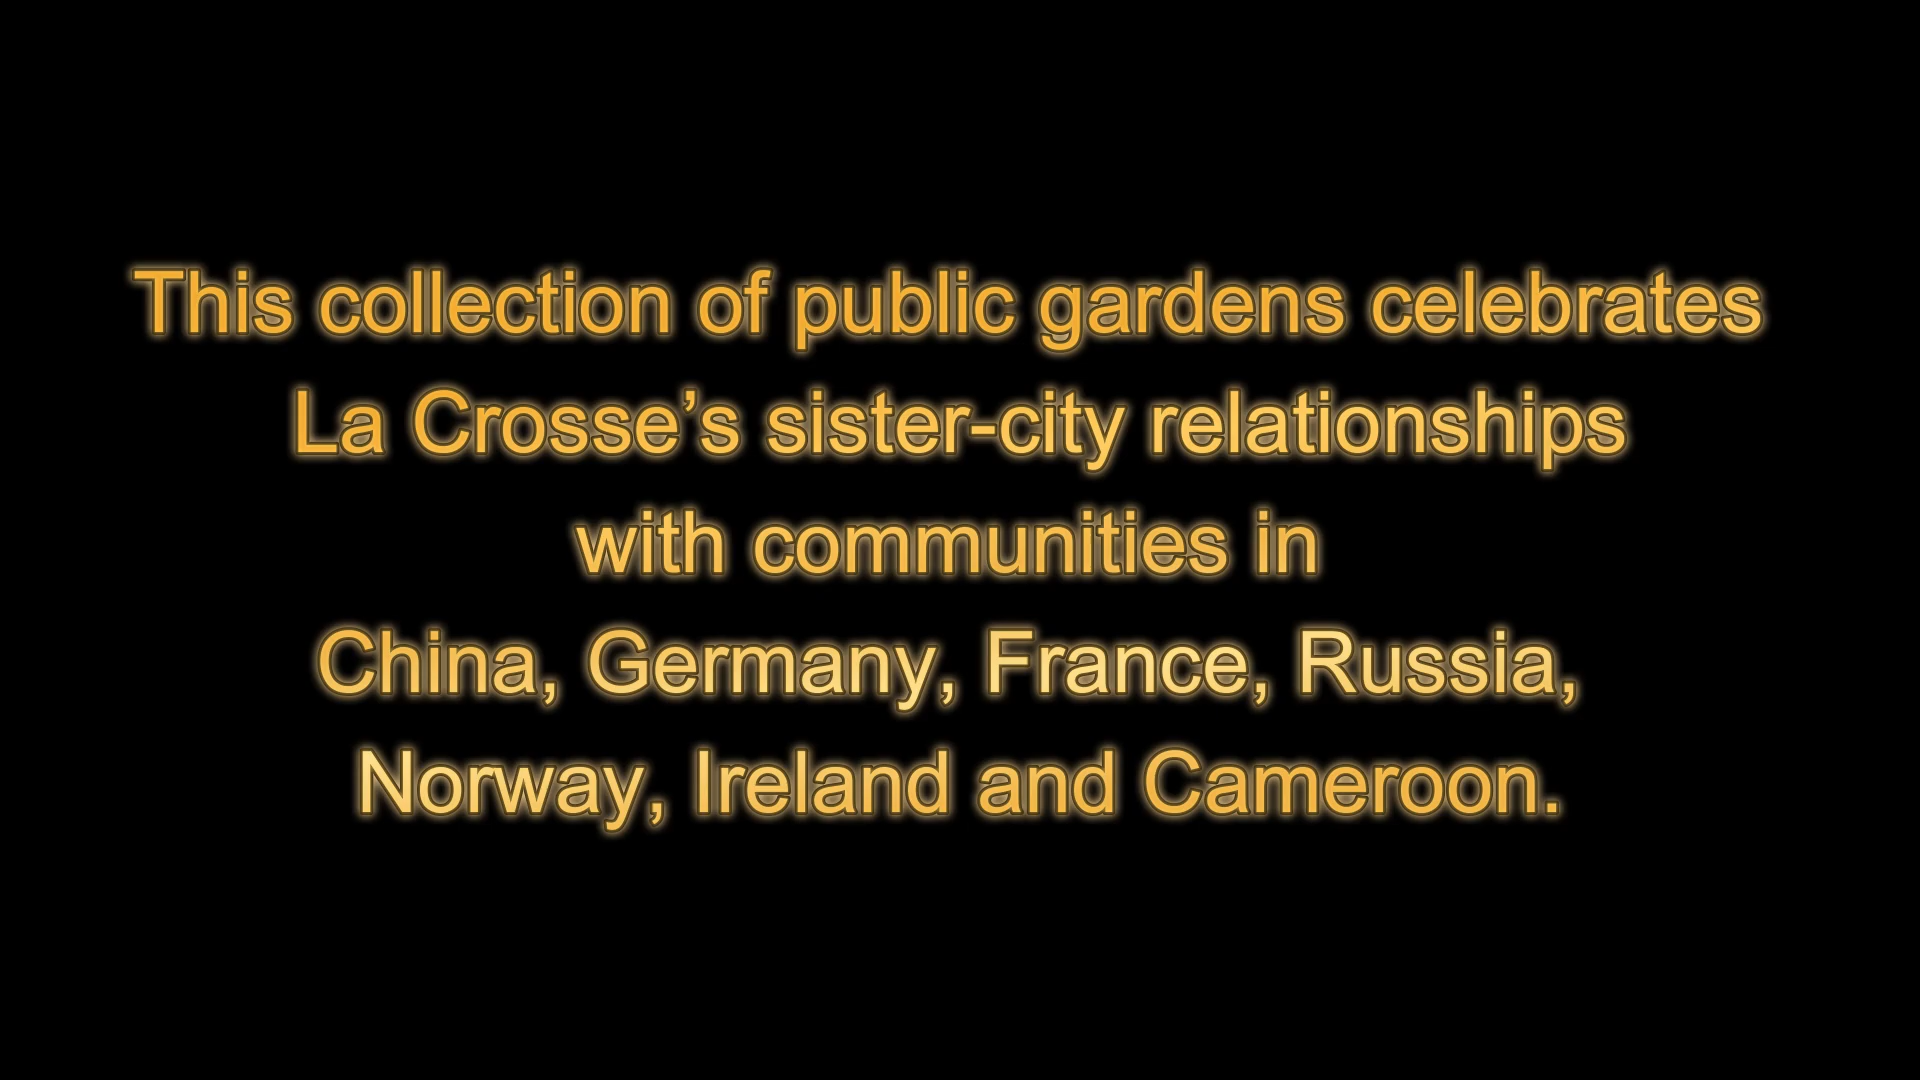 This collection of public gardens celebrates
La Crosse’s sister-city relationships
with communities in
China, Germany, France, Russia,
Norway, Ireland and Cameroon.